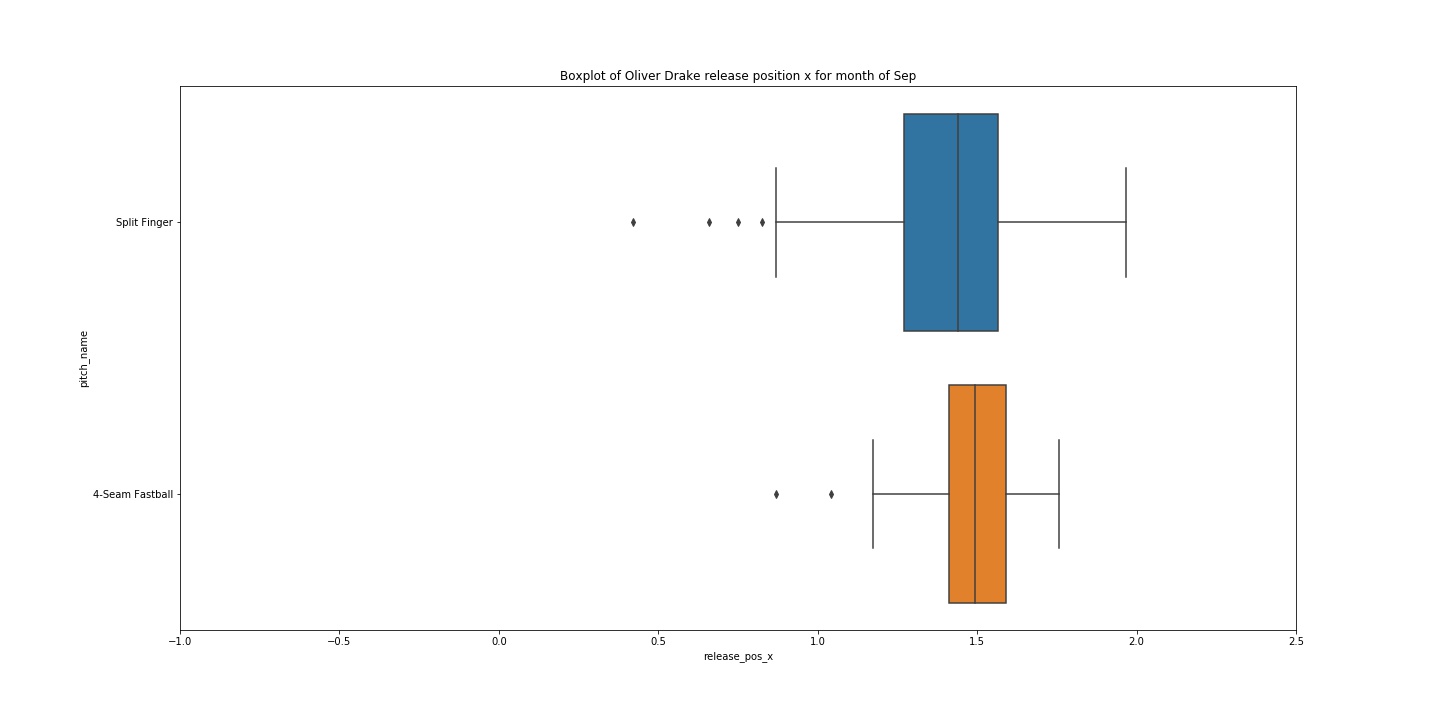 Boxplot of Oliver Drake release position x for month of Sep
Split Finger
pitch_name
4-Seam Fastball
−1.0 −0.5 0.0 0.5 1.0 1.5 2.0 2.5
release_pos_x